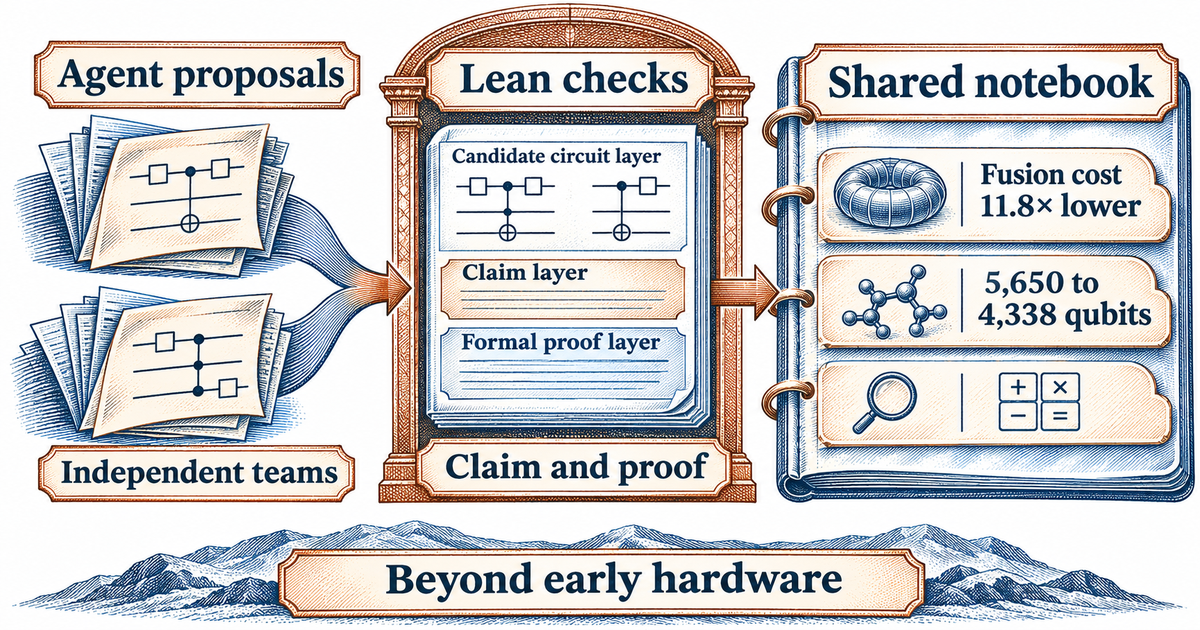 Agent proposals
Independent teams
Lean checks
Candidate circuit layer
Claim layer
Formal proof layer
Claim and proof
Shared notebook
Fusion cost
11.8× lower
5,650 to
4,338 qubits
+ ×
− =
Beyond early hardware